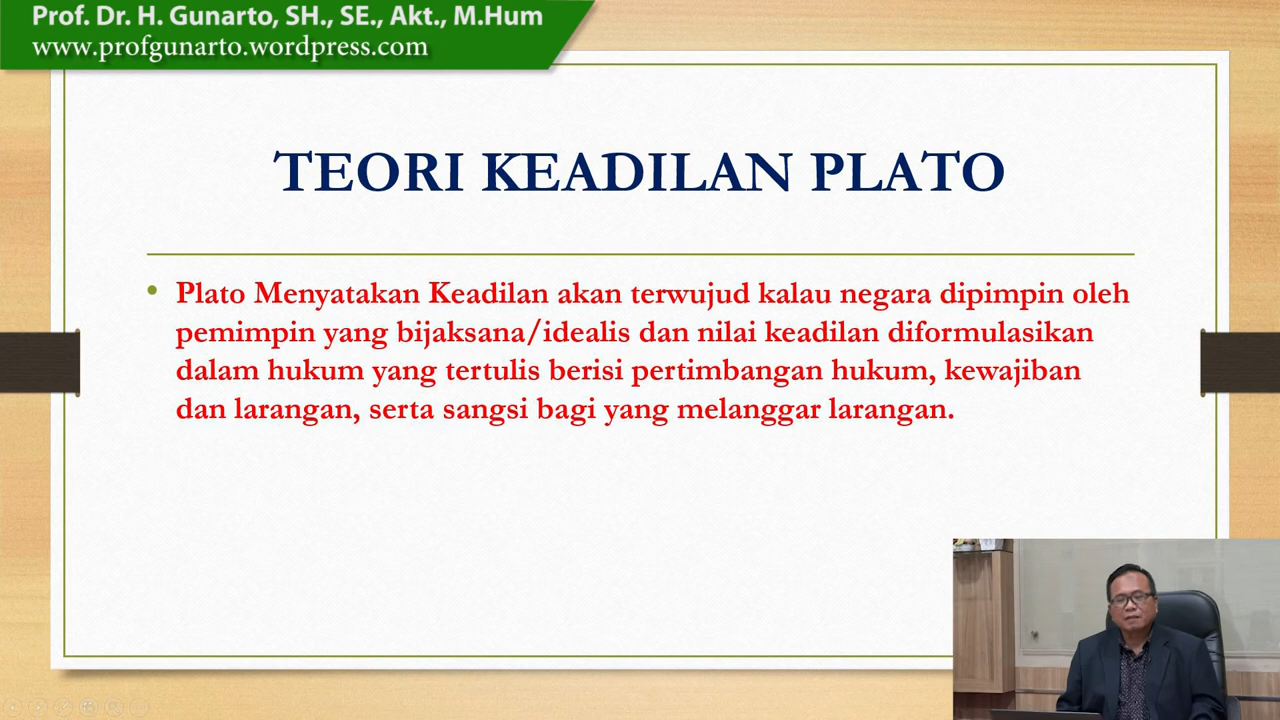 Prof. Dr. H. Gunarto, SH., SE., Akt., M.Hum
www.profgunarto.wordpress.com
TEORI KEADILAN PLATO
• Plato Menyatakan Keadilan akan terwujud kalau negara dipimpin oleh
pemimpin yang bijaksana/idealis dan nilai keadilan diformulasikan
dalam hukum yang tertulis berisi pertimbangan hukum, kewajiban
dan larangan, serta sangsi bagi yang melanggar larangan.